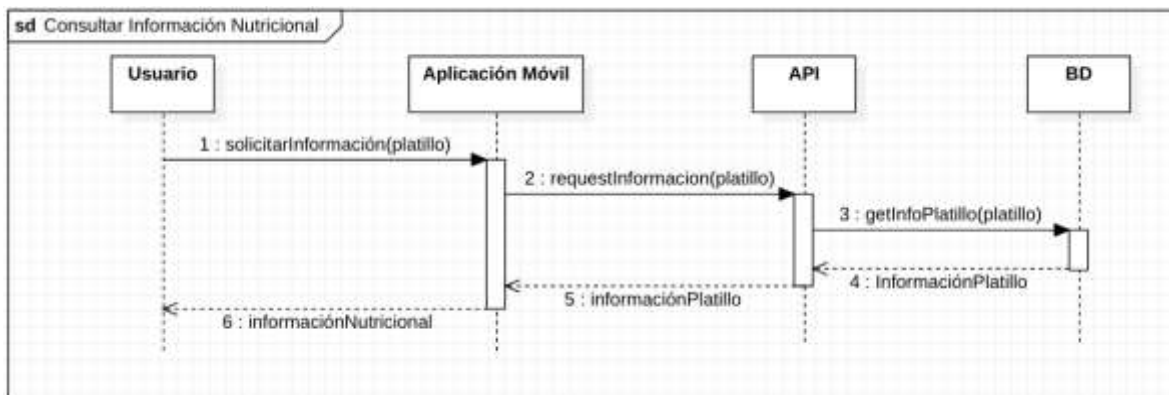 sd Consultar Información Nutricional
Usuario
Aplicación Móvil
API
BD
1 : solicitarInformación(platillo)
2 : requestInformacion(platillo)
3 : getInfoPlatillo(platillo)
4 : InformaciónPlatillo
5 : informaciónPlatillo
6 : informaciónNutricional